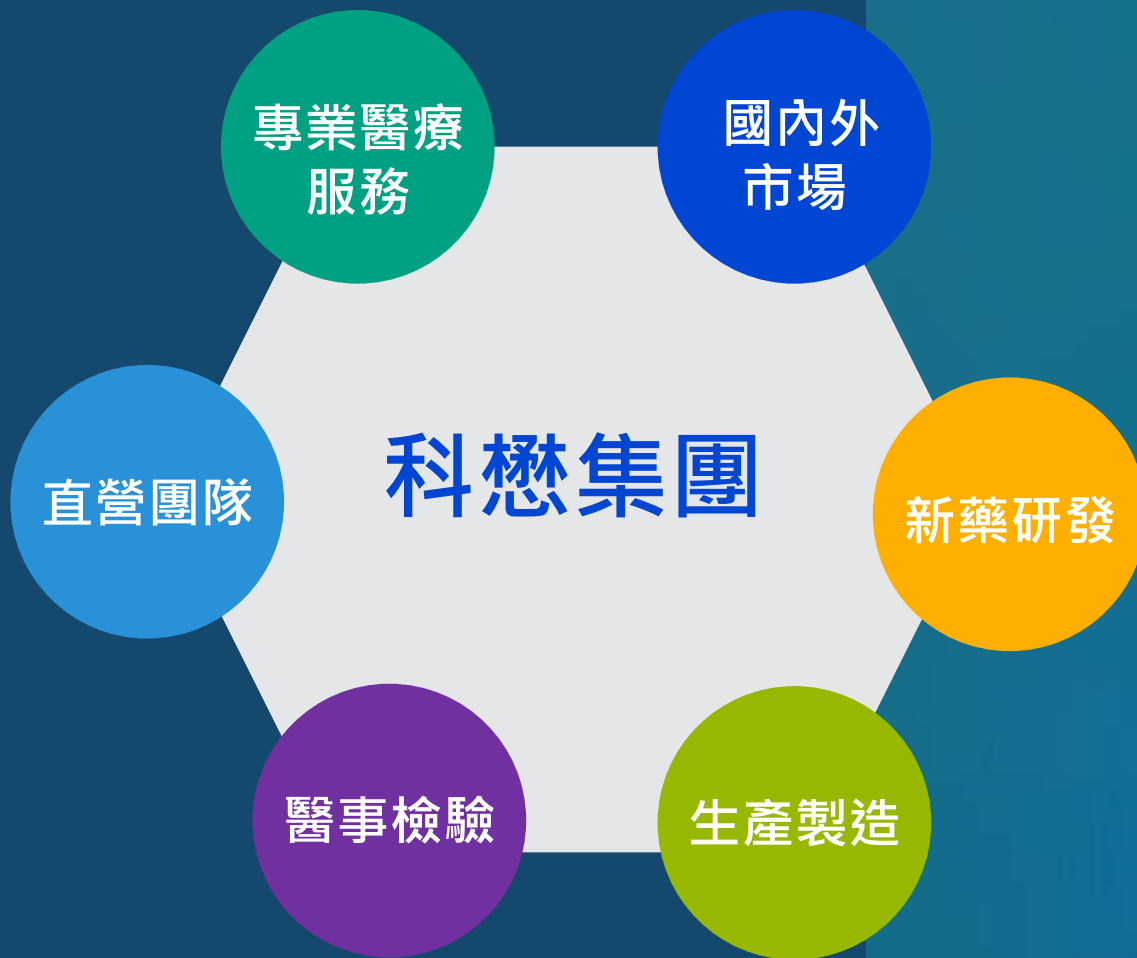 專業醫療
服務
國內外
市場
直營團隊
科懋集團
新藥研發
醫事檢驗
生產製造